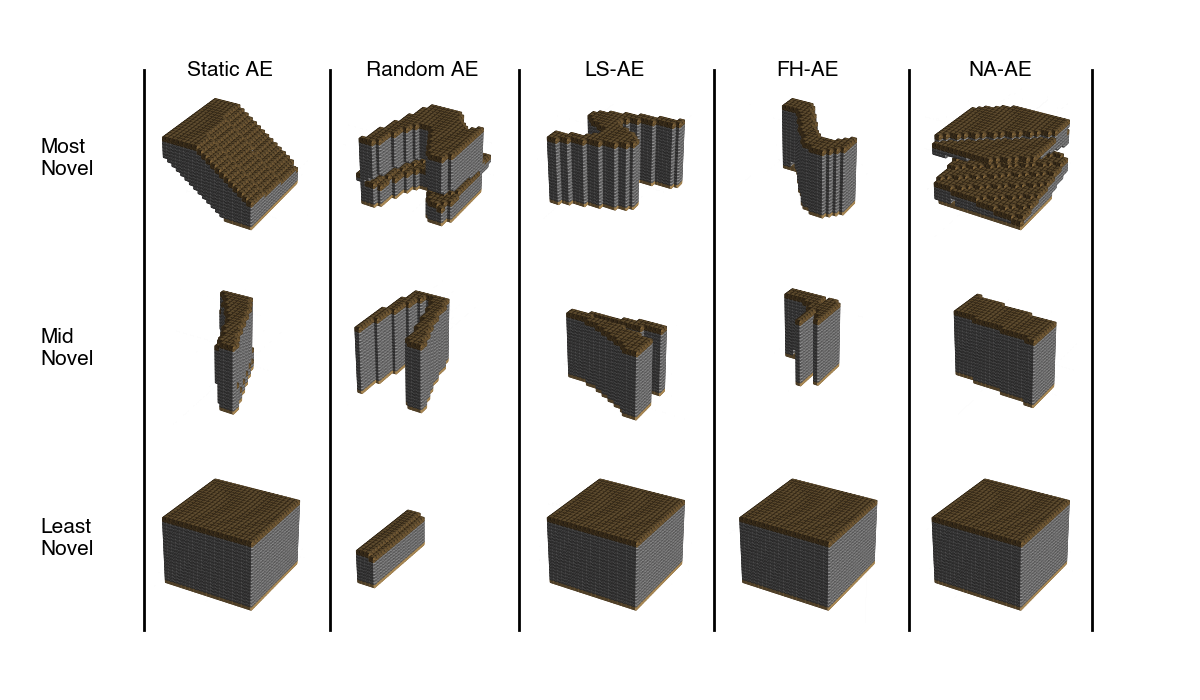 Static AE
Random AE
LS-AE
FH-AE
NA-AE
Most
Novel
Mid
Novel
Least
Novel